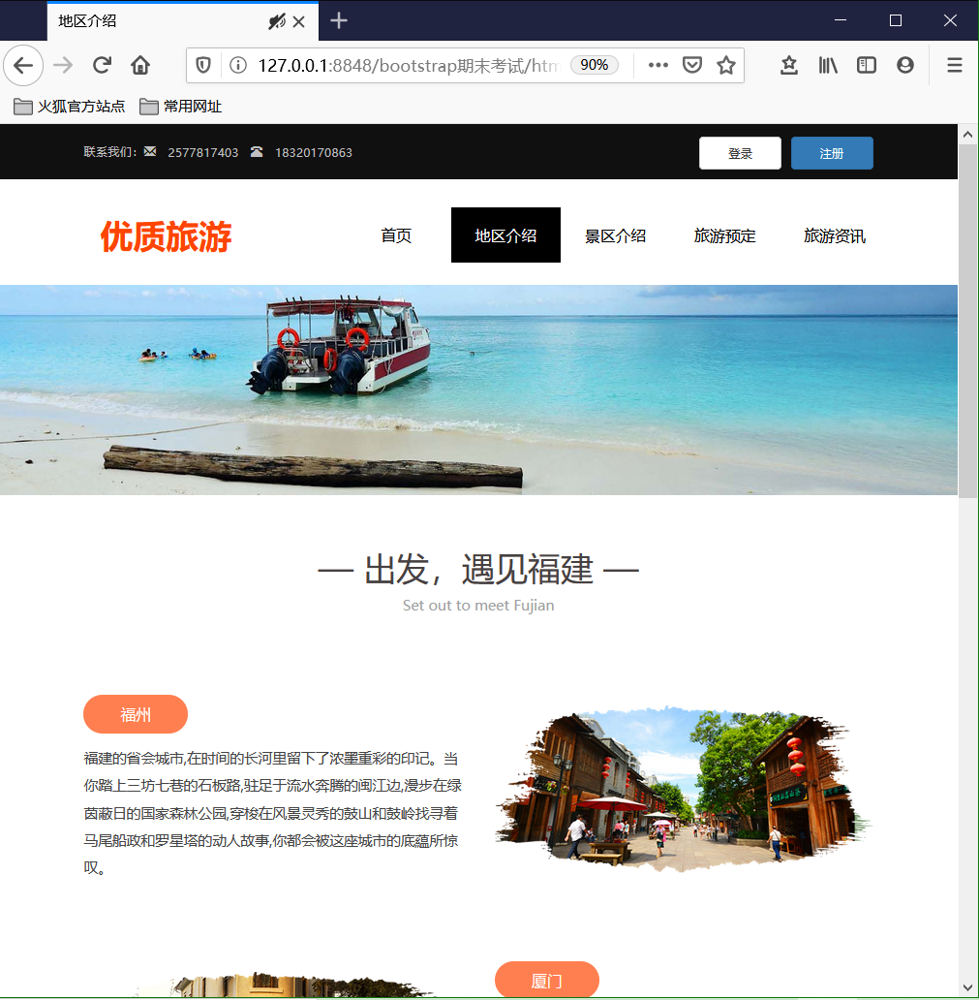 地区介绍
127.0.0.1:8848/bootstrap期末考试/htm
90%
火狐官方站点 常用网址
联系我们: 2577817403 18320170863
登录 注册
优质旅游
首页 地区介绍 景区介绍 旅游预定 旅游资讯
— 出发，遇见福建 —
Set out to meet Fujian
福州
福建的省会城市,在时间的长河里留下了浓墨重彩的印记。当
你踏上三坊七巷的石板路,驻足于流水奔腾的闽江边,漫步在绿
茵蔽日的国家森林公园,穿梭在风景灵秀的鼓山和鼓岭找寻着
马尾船政和罗星塔的动人故事,你都会被这座城市的底蕴所惊
叹。
厦门